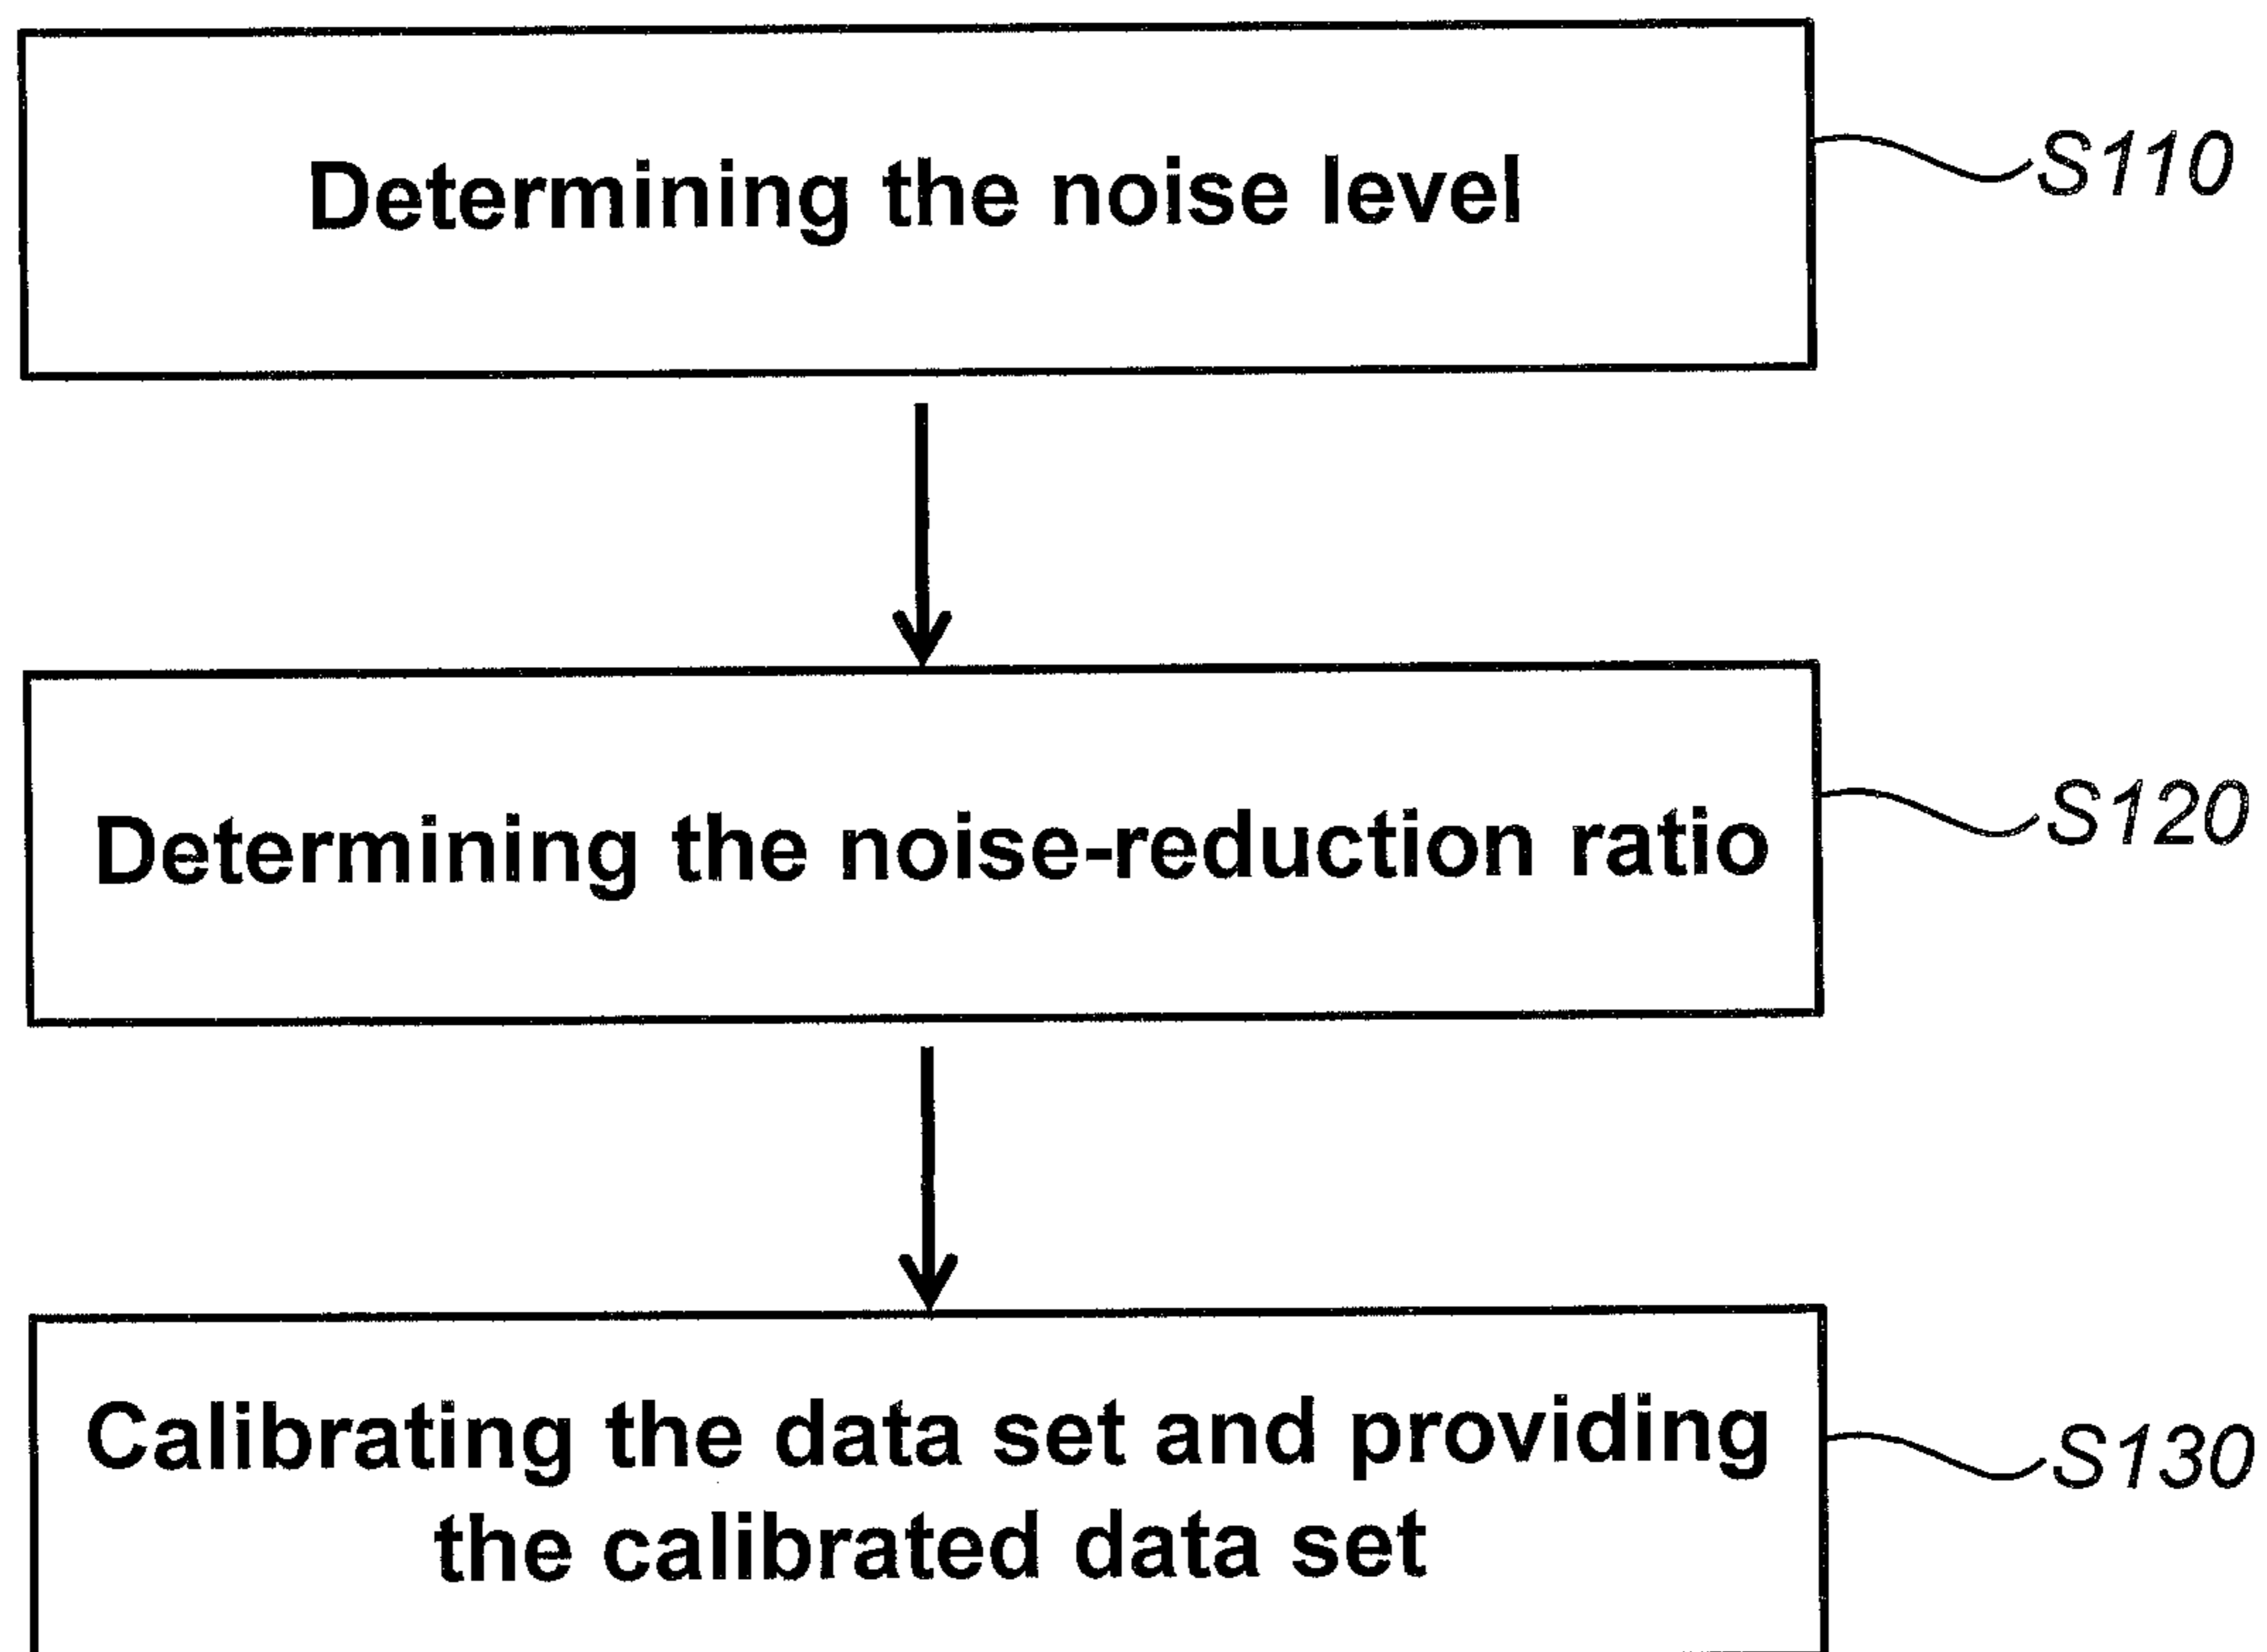 Determining the noise level
S110
Determining the noise-reduction ratio
S120
Calibrating the data set and providing
the calibrated data set
S130